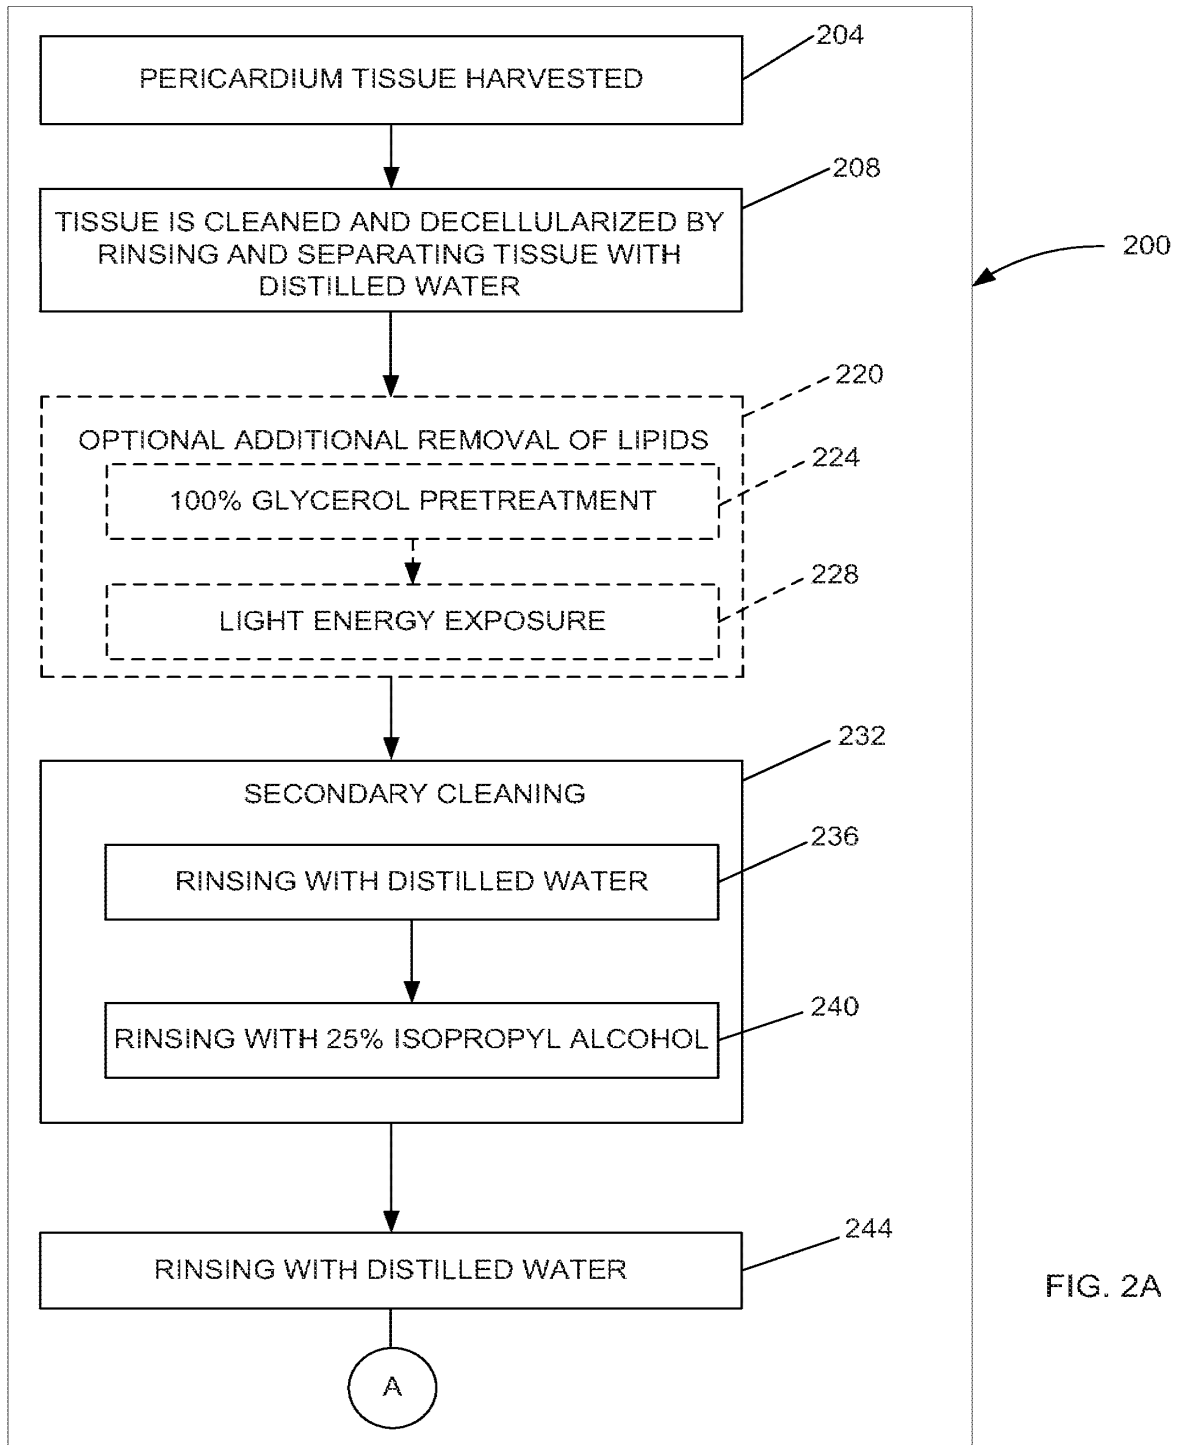 204
PERICARDIUM TISSUE HARVESTED
208
TISSUE IS CLEANED AND DECELLULARIZED BY
RINSING AND SEPARATING TISSUE WITH
DISTILLED WATER
200
220
OPTIONAL ADDITIONAL REMOVAL OF LIPIDS
224
100% GLYCEROL PRETREATMENT
228
LIGHT ENERGY EXPOSURE
232
SECONDARY CLEANING
236
RINSING WITH DISTILLED WATER
240
RINSING WITH 25% ISOPROPYL ALCOHOL
244
RINSING WITH DISTILLED WATER
FIG. 2A
A